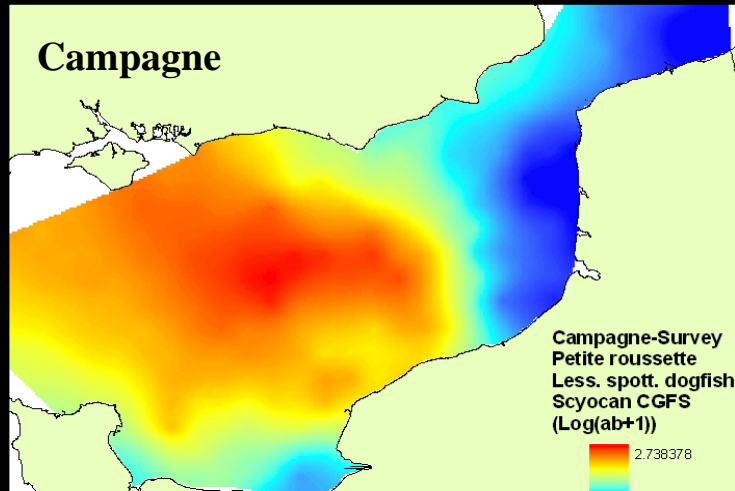 Campagne
Campagne-Survey
Petite roussette
Less. spott. dogfish
Scyocan CGFS
(Log(ab+1))
2.738378